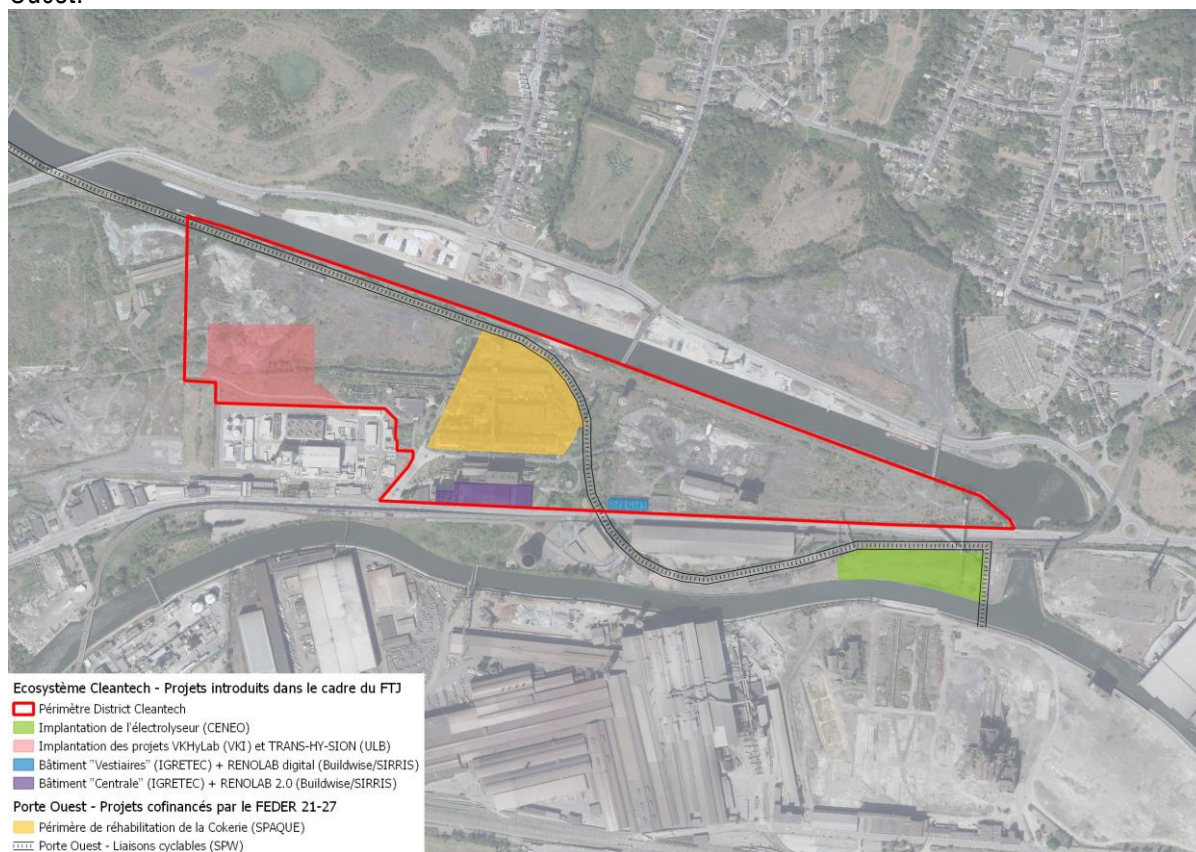 Ouest.
Ecosystème Cleantech - Projets introduits dans le cadre du FTJ
Périmètre District Cleantech
Implantation de l'électrolyseur (CENEO)
Implantation des projets VKHyLab (VKI) et TRANS-HY-SION (ULB)
Bâtiment "Vestiaires" (IGRETEC) + RENOLAB digital (Buildwise/SIRRIS)
Bâtiment "Centrale" (IGRETEC) + RENOLAB 2.0 (Buildwise/SIRRIS)
Porte Ouest - Projets cofinancés par le FEDER 21-27
Périmère de réhabilitation de la Cokerie (SPAQUE)
Porte Ouest - Liaisons cyclables (SPW)